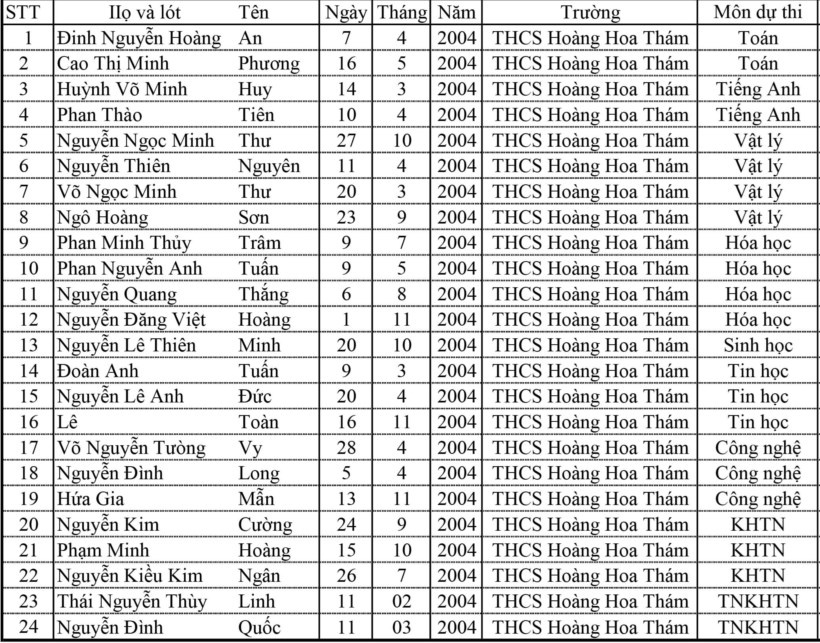 STT Họ và lót Tên Ngày Tháng Năm Trường Môn dự thi
1 Đinh Nguyễn Hoàng An 7 4 2004 THCS Hoàng Hoa Thám Toán
2 Cao Thị Minh Phương 16 5 2004 THCS Hoàng Hoa Thám Toán
3 Huỳnh Võ Minh Huy 14 3 2004 THCS Hoàng Hoa Thám Tiếng Anh
4 Phan Thào Tiên 10 4 2004 THCS Hoàng Hoa Thám Tiếng Anh
5 Nguyễn Ngọc Minh Thư 27 10 2004 THCS Hoàng Hoa Thám Vật lý
6 Nguyễn Thiên Nguyên 11 4 2004 THCS Hoàng Hoa Thám Vật lý
7 Võ Ngọc Minh Thư 20 3 2004 THCS Hoàng Hoa Thám Vật lý
8 Ngô Hoàng Sơn 23 9 2004 THCS Hoàng Hoa Thám Vật lý
9 Phan Minh Thủy Trâm 9 7 2004 THCS Hoàng Hoa Thám Hóa học
10 Phan Nguyễn Anh Tuấn 9 5 2004 THCS Hoàng Hoa Thám Hóa học
11 Nguyễn Quang Thắng 6 8 2004 THCS Hoàng Hoa Thám Hóa học
12 Nguyễn Đăng Việt Hoàng 1 11 2004 THCS Hoàng Hoa Thám Hóa học
13 Nguyễn Lê Thiên Minh 20 10 2004 THCS Hoàng Hoa Thám Sinh học
14 Đoàn Anh Tuấn 9 3 2004 THCS Hoàng Hoa Thám Tin học
15 Nguyễn Lê Anh Đức 20 4 2004 THCS Hoàng Hoa Thám Tin học
16 Lê Toàn 16 11 2004 THCS Hoàng Hoa Thám Tin học
17 Võ Nguyễn Tưòng Vy 28 4 2004 THCS Hoàng Hoa Thám Công nghệ
18 Nguyễn Đình Long 5 4 2004 THCS Hoàng Hoa Thám Công nghệ
19 Hứa Gia Mẫn 13 11 2004 THCS Hoàng Hoa Thám Công nghệ
20 Nguyễn Kim Cường 24 9 2004 THCS Hoàng Hoa Thám KHTN
21 Phạm Minh Hoàng 15 10 2004 THCS Hoàng Hoa Thám KHTN
22 Nguyễn Kiều Kim Ngân 26 7 2004 THCS Hoàng Hoa Thám KHTN
23 Thái Nguyễn Thùy Linh 11 02 2004 THCS Hoàng Hoa Thám TNKHTN
24 Nguyễn Đình Quốc 11 03 2004 THCS Hoàng Hoa Thám TNKHTN